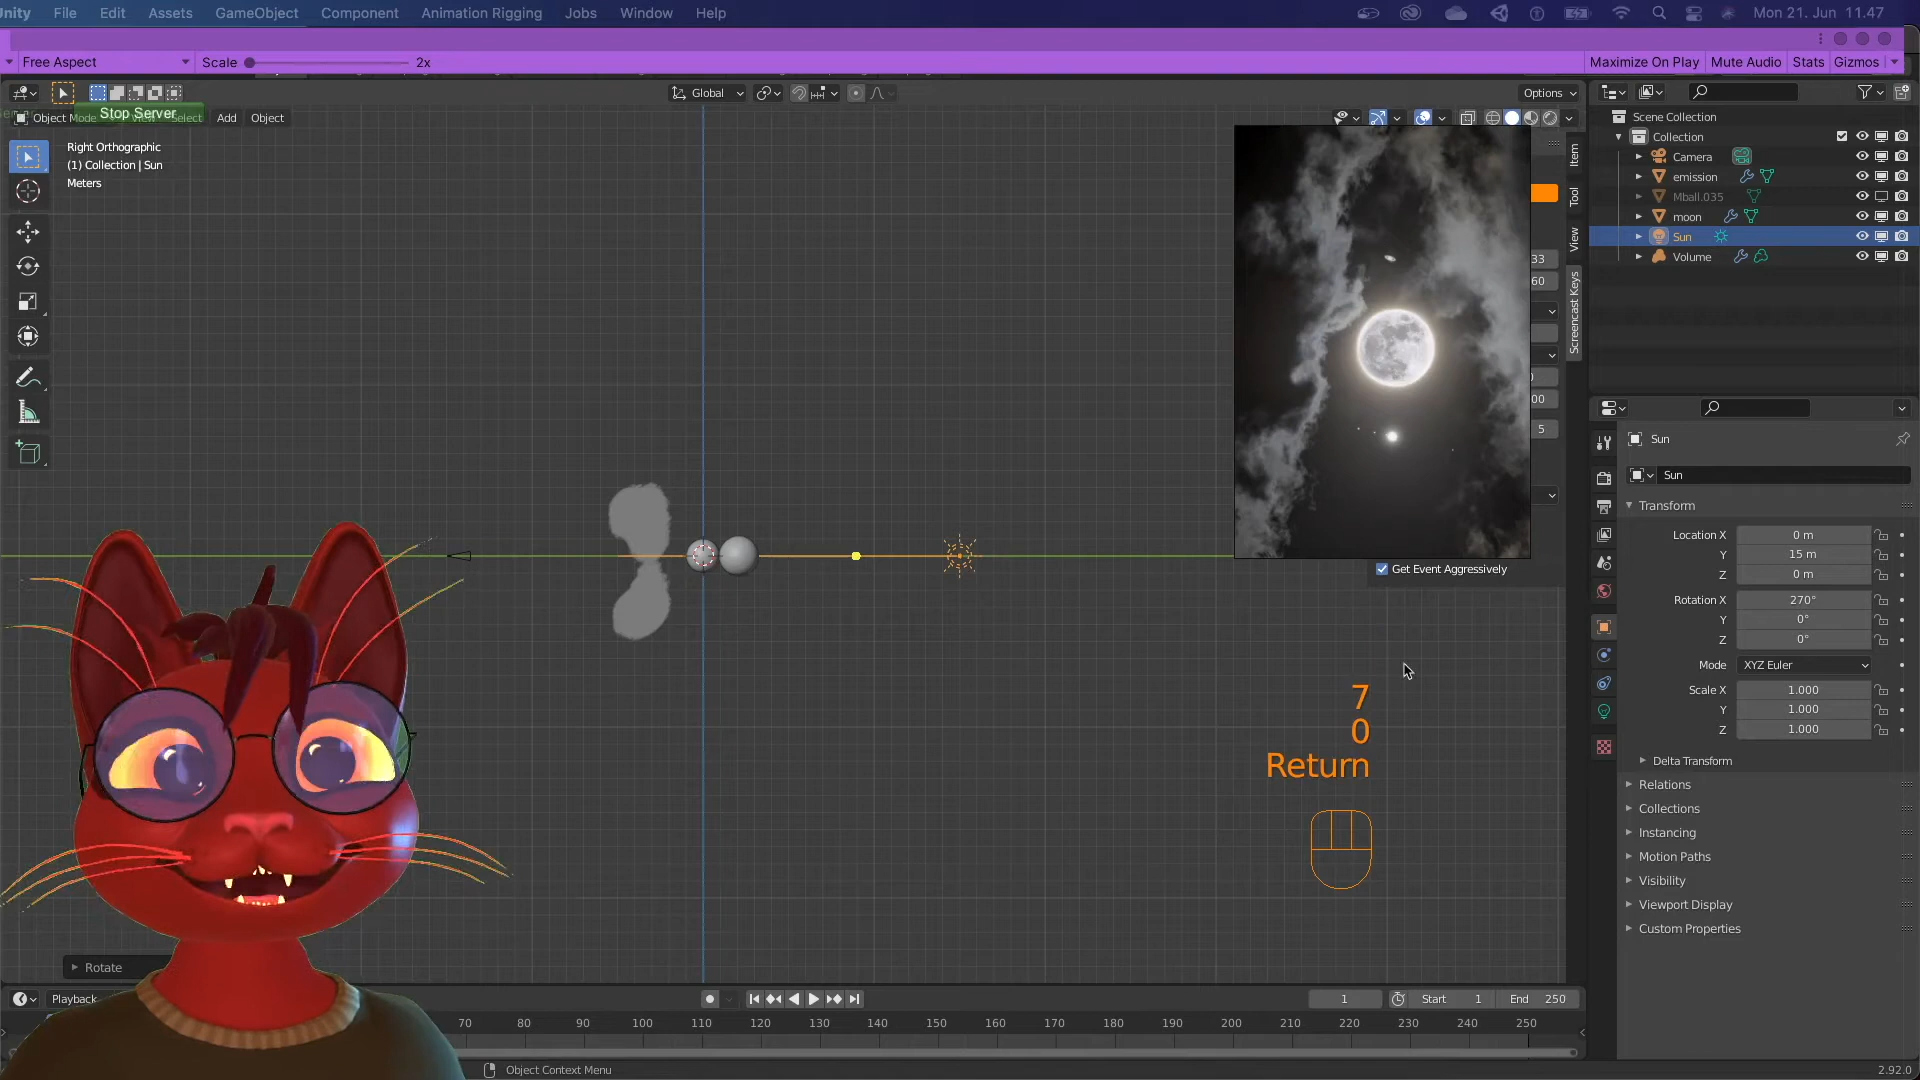 Unity File Edit Assets GameObject Component Animation Rigging Jobs Window Help Mon 21. Jun 11.47
Free Aspect Scale 2x Maximize On Play Mute Audio Stats Gizmos
Global Options
Stop Server
Object Mode Select Add Object
Right Orthographic
(1) Collection | Sun
Meters
Item
Tool
View
Screencast Keys
33
60
00
5
Get Event Aggressively
7
0
Return
Scene Collection
Collection
Camera
emission
Mball.035
moon
Sun
Volume
Sun
Sun
Transform
Location X 0 m
Y 15 m
Z 0 m
Rotation X 270°
Y 0°
Z 0°
Mode XYZ Euler
Scale X 1.000
Y 1.000
Z 1.000
Delta Transform
Relations
Collections
Instancing
Motion Paths
Visibility
Viewport Display
Custom Properties
Rotate
Playback 1 Start 1 End 250
70 80 90 100 110 120 130 140 150 160 170 180 190 200 210 220 230 240 250
Object Context Menu 2.92.0